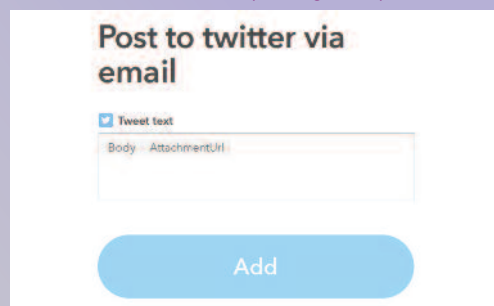 Post to twitter via
email
Tweet text
Body AttachmentUrl
Add